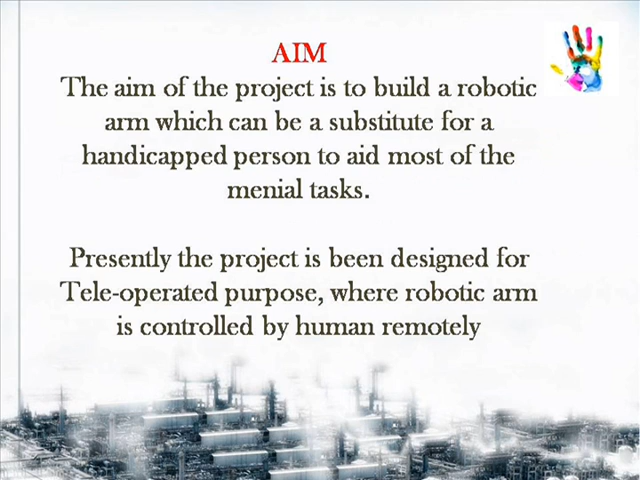 AIM
The aim of the project is to build a robotic
arm which can be a substitute for a
handicapped person to aid most of the
menial tasks.
Presently the project is been designed for
Tele-operated purpose, where robotic arm
is controlled by human remotely